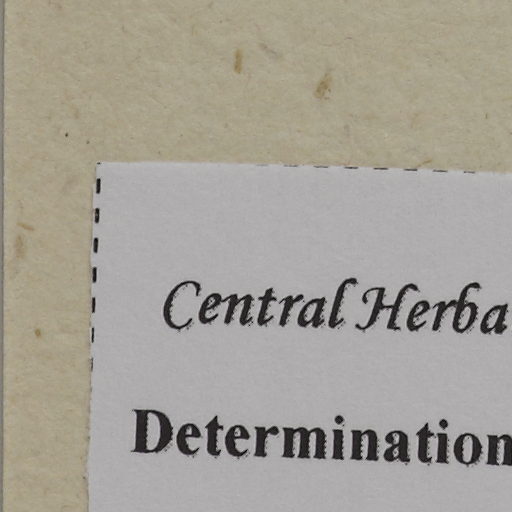 Central Herba
Determination